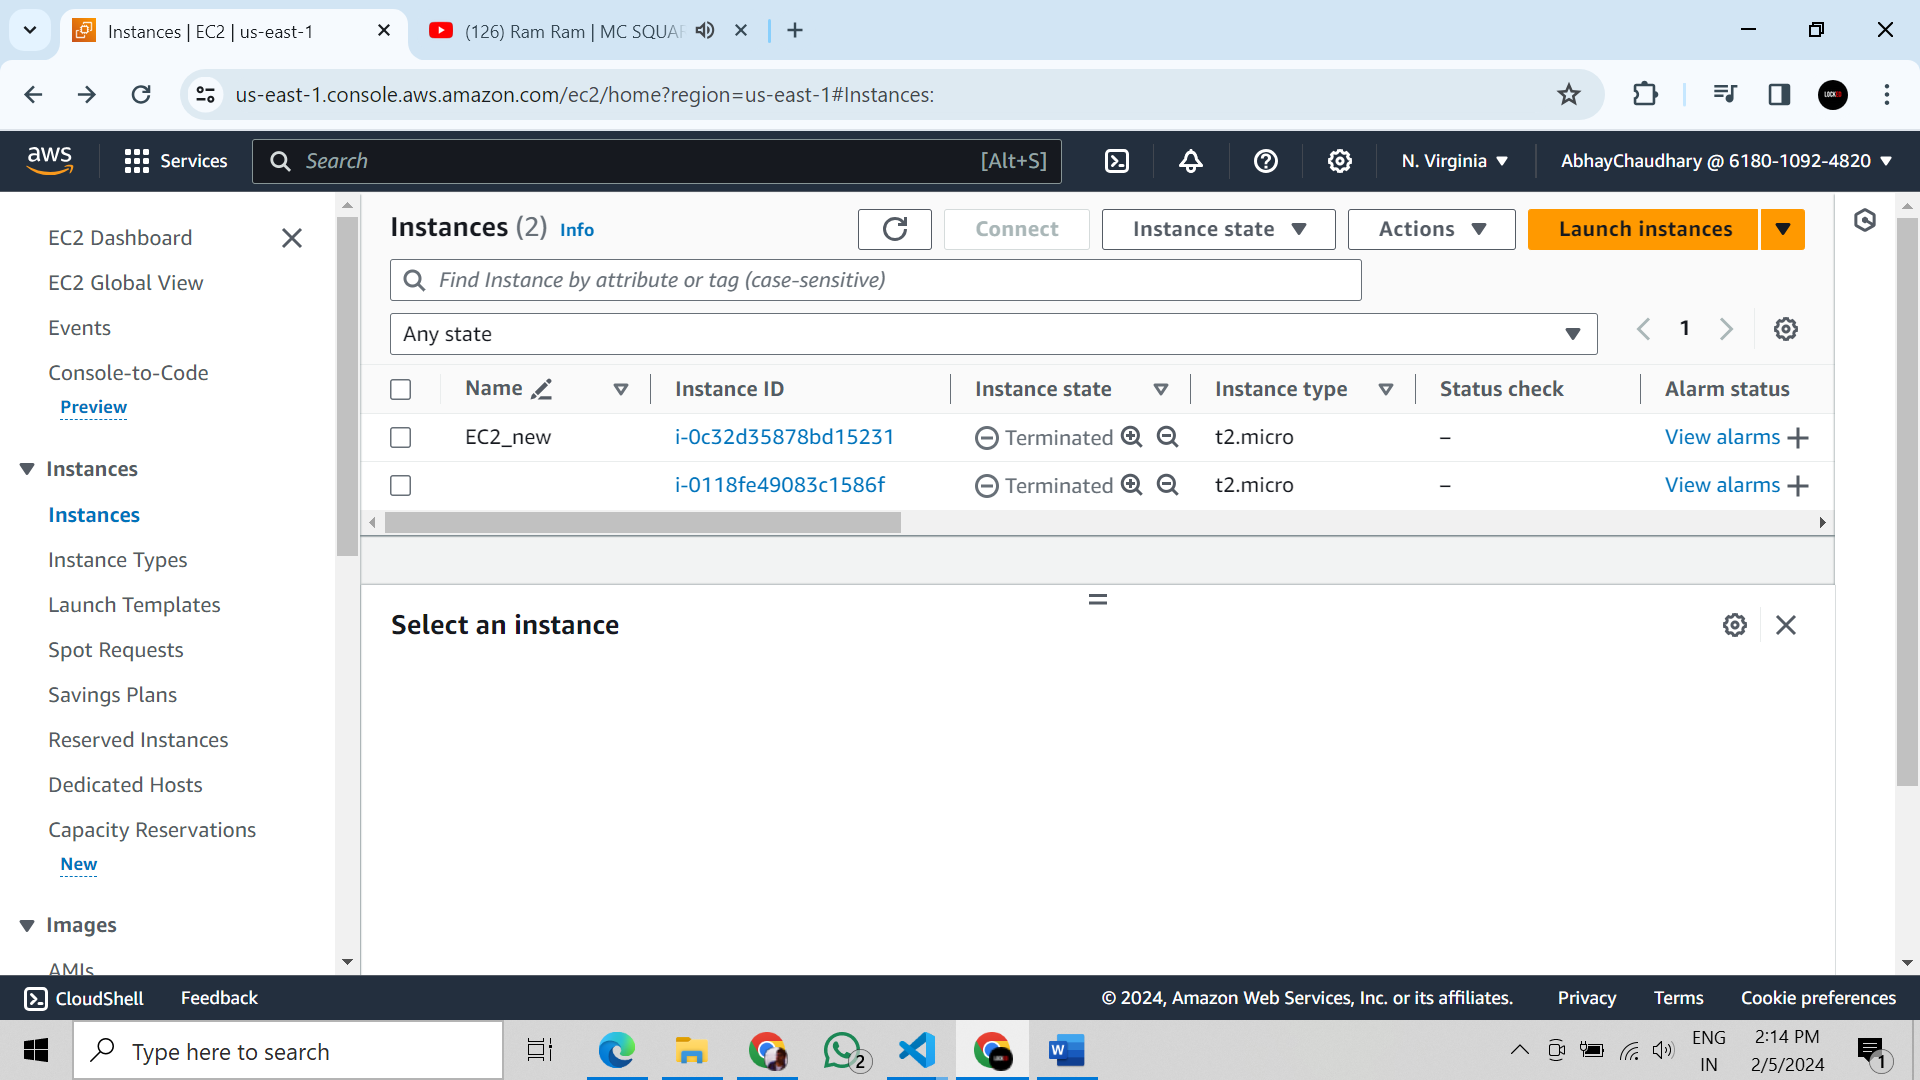 Instances | EC2 | us-east-1
(126) Ram Ram | MC SQUAR
us-east-1.console.aws.amazon.com/ec2/home?region=us-east-1#Instances:
aws
Services
Search
[Alt+S]
N. Virginia
AbhayChaudhary @ 6180-1092-4820
EC2 Dashboard
EC2 Global View
Events
Console-to-Code
Preview
Instances
Instances
Instance Types
Launch Templates
Spot Requests
Savings Plans
Reserved Instances
Dedicated Hosts
Capacity Reservations
New
Images
AMIs
Instances (2) Info
Connect
Instance state
Actions
Launch instances
Find Instance by attribute or tag (case-sensitive)
Any state
1
Name Instance ID Instance state Instance type Status check Alarm status
EC2_new i-0c32d35878bd15231 Terminated t2.micro – View alarms
i-0118fe49083c1586f Terminated t2.micro – View alarms
Select an instance
CloudShell
Feedback
© 2024, Amazon Web Services, Inc. or its affiliates.
Privacy
Terms
Cookie preferences
Type here to search
2
ENG
IN
2:14 PM
2/5/2024
1